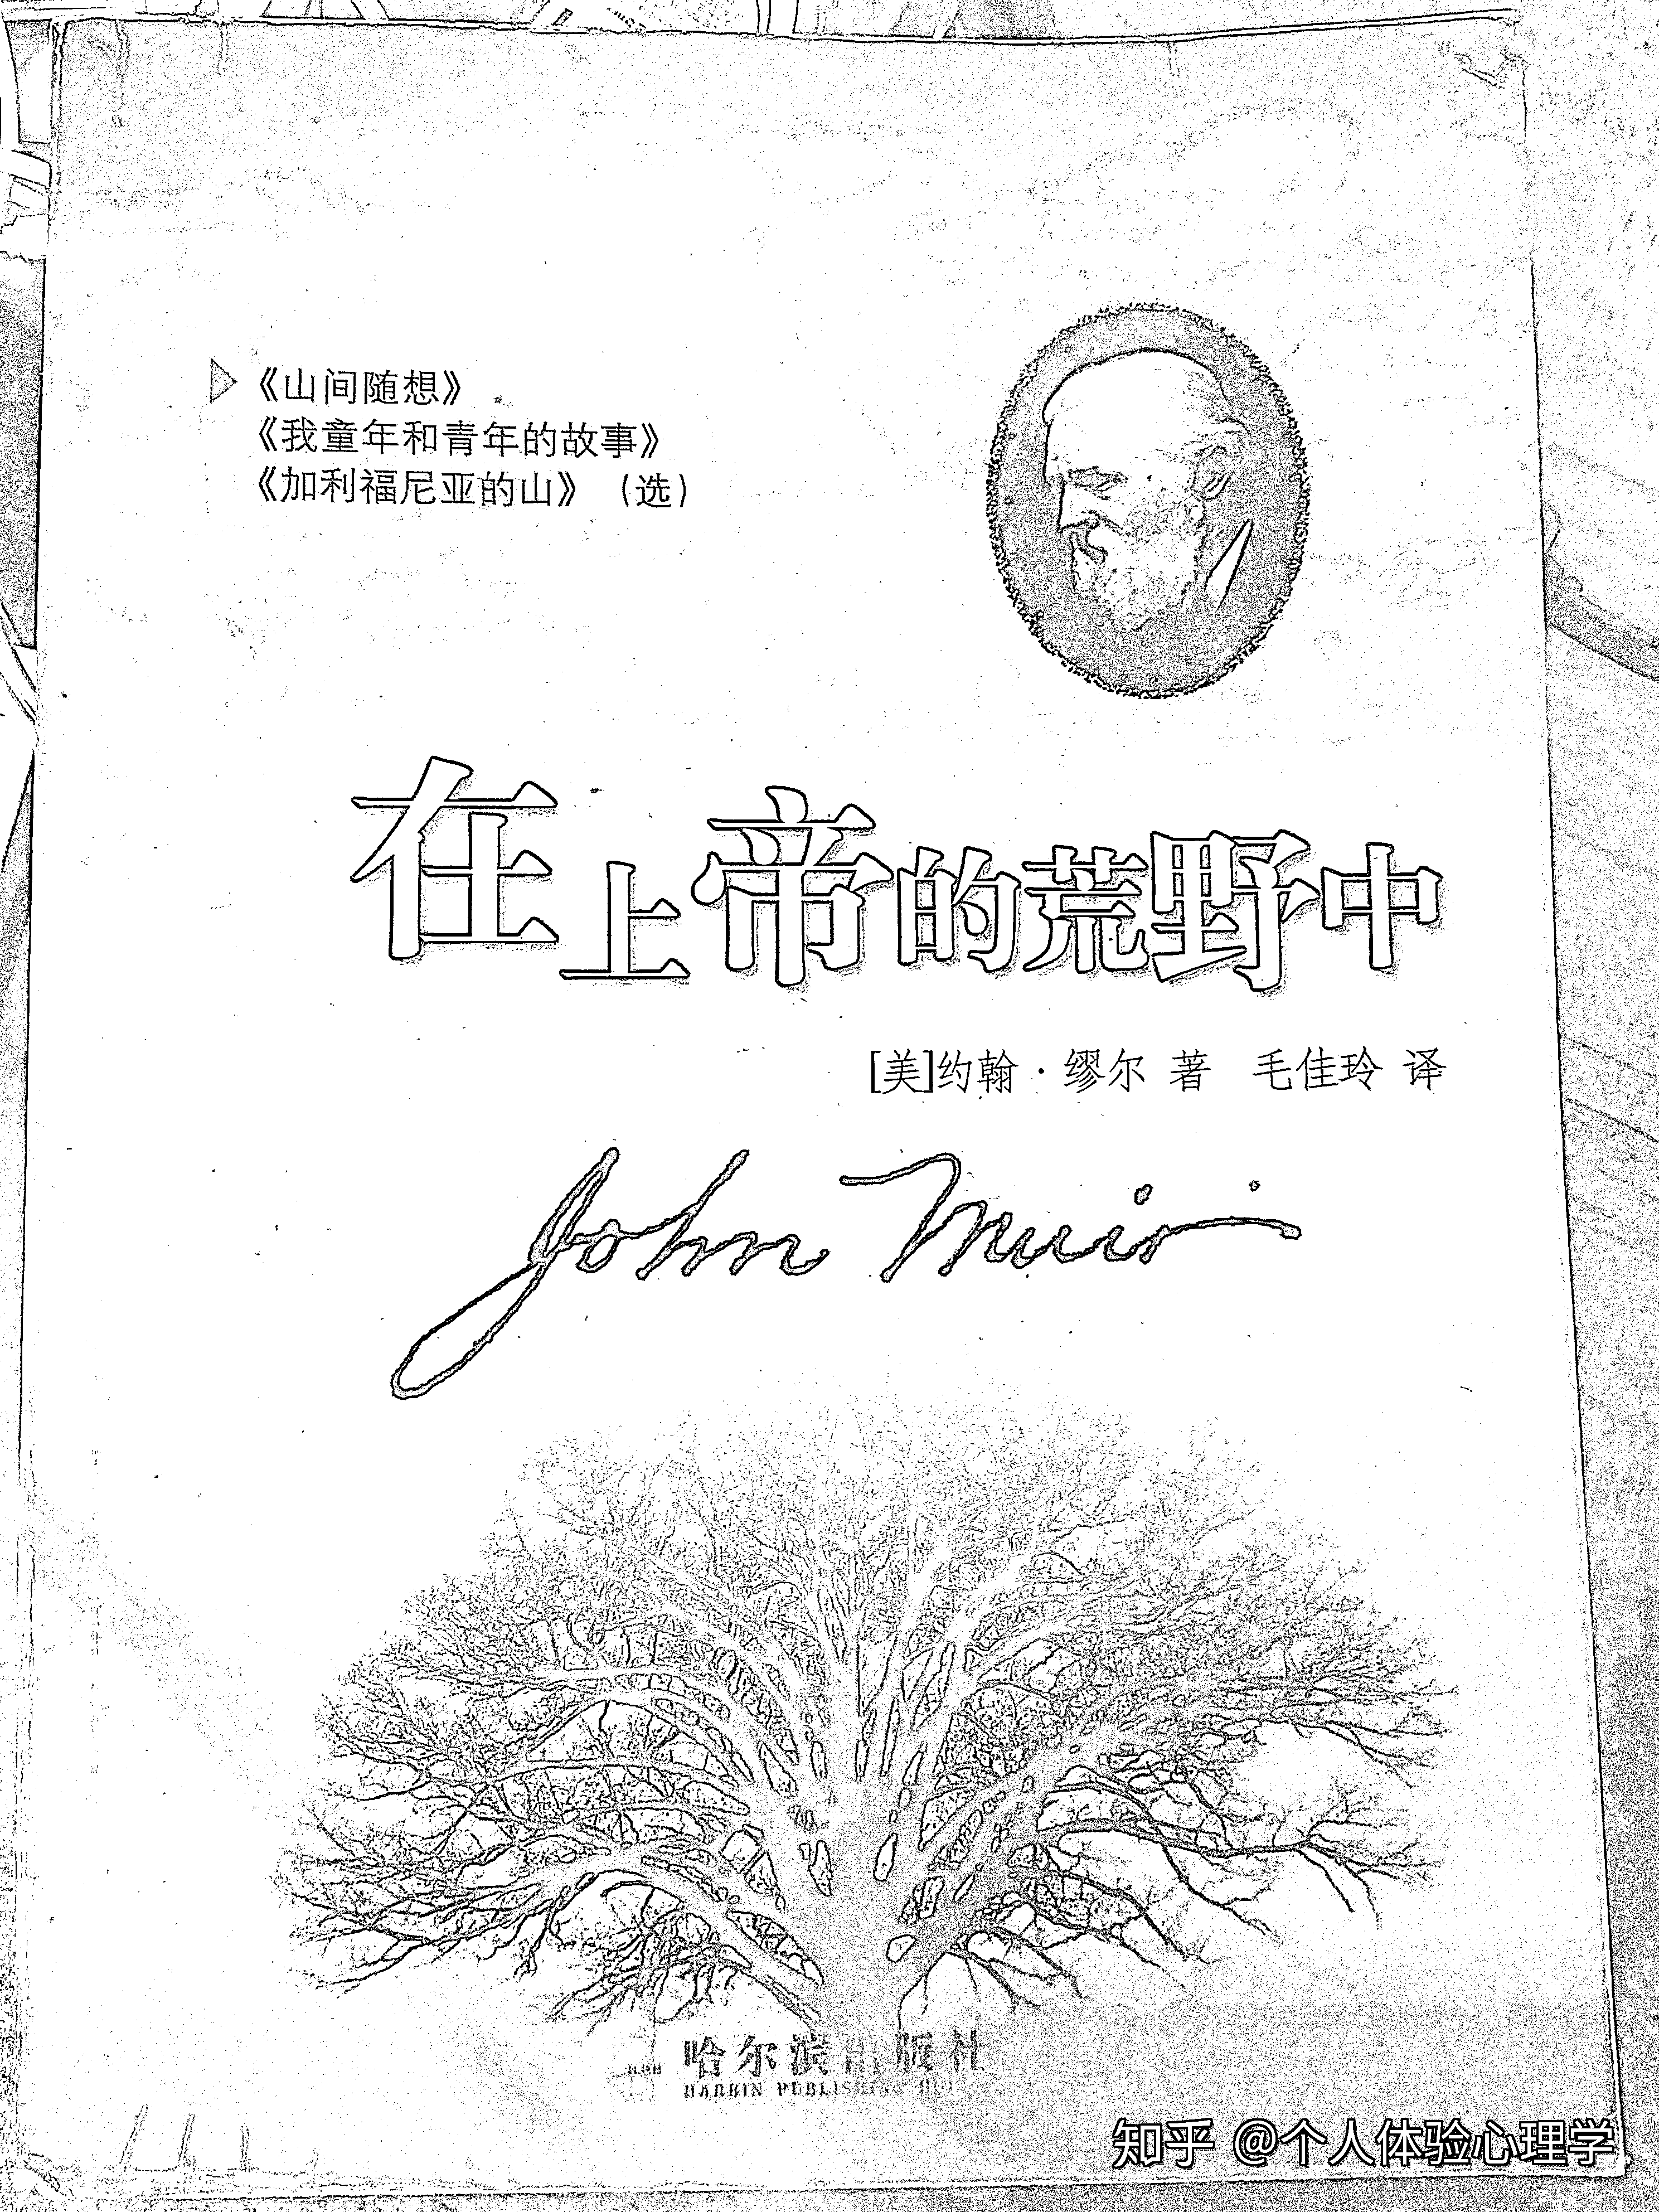 《山间随想》
《我童年和青年的故事》
《加利福尼亚的山》（选）
在上帝的荒野中
[美]约翰·缪尔 著 毛佳玲 译
John Muir
哈尔滨出版社
HARBIN PUBLISHING
知乎 @个人体验心理学